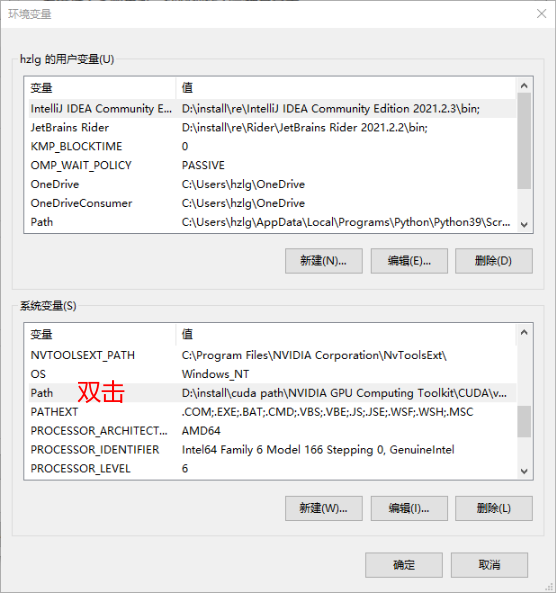 环境变量
hzlg 的用户变量(U)
变量 值
IntelliJ IDEA Community E... D:\install\re\IntelliJ IDEA Community Edition 2021.2.3\bin;
JetBrains Rider D:\install\re\Rider\JetBrains Rider 2021.2.2\bin;
KMP_BLOCKTIME 0
OMP_WAIT_POLICY PASSIVE
OneDrive C:\Users\hzlg\OneDrive
OneDriveConsumer C:\Users\hzlg\OneDrive
Path C:\Users\hzlg\AppData\Local\Programs\Python\Python39\Scr...
新建(N)... 编辑(E)... 删除(D)
系统变量(S)
变量 值
NVTOOLSEXT_PATH C:\Program Files\NVIDIA Corporation\NvToolsExt\
OS Windows_NT
Path 双击 D:\install\cuda path\NVIDIA GPU Computing Toolkit\CUDA\v...
PATHEXT .COM;.EXE;.BAT;.CMD;.VBS;.VBE;.JS;.JSE;.WSF;.WSH;.MSC
PROCESSOR_ARCHITECT... AMD64
PROCESSOR_IDENTIFIER Intel64 Family 6 Model 166 Stepping 0, GenuineIntel
PROCESSOR_LEVEL 6
新建(W)... 编辑(I)... 删除(L)
确定 取消